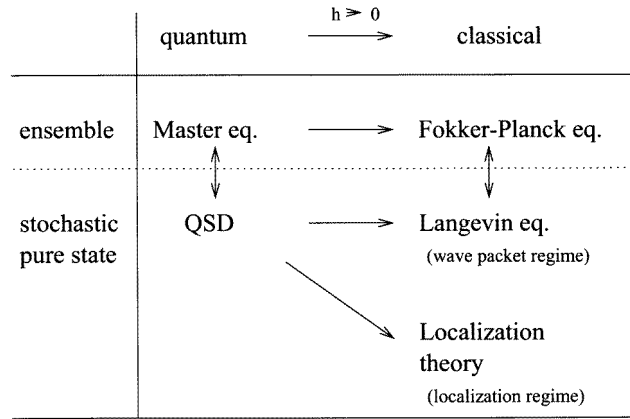 h > 0
quantum classical
ensemble Master eq. Fokker-Planck eq.
stochastic QSD Langevin eq.
pure state (wave packet regime)
Localization
theory
(localization regime)